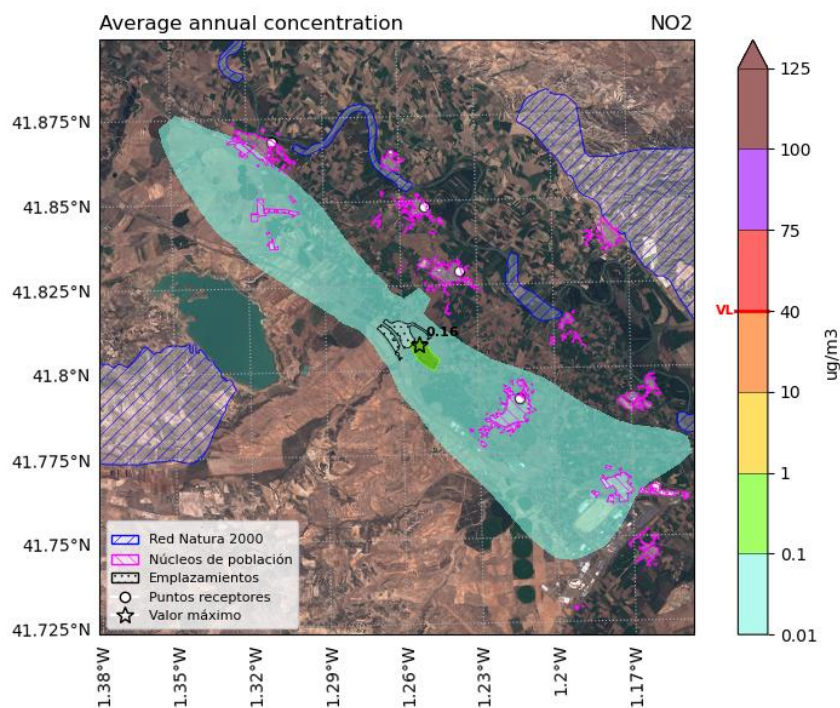 Average annual concentration NO2
41.875°N
41.85°N
41.825°N
41.8°N
41.775°N
41.75°N
41.725°N
0.16
Red Natura 2000
Núcleos de población
Emplazamientos
Puntos receptores
Valor máximo
1.38°W
1.35°W
1.32°W
1.29°W
1.26°W
1.23°W
1.2°W
1.17°W
125
100
75
VL 40
10
1
0.1
0.01
ug/m3